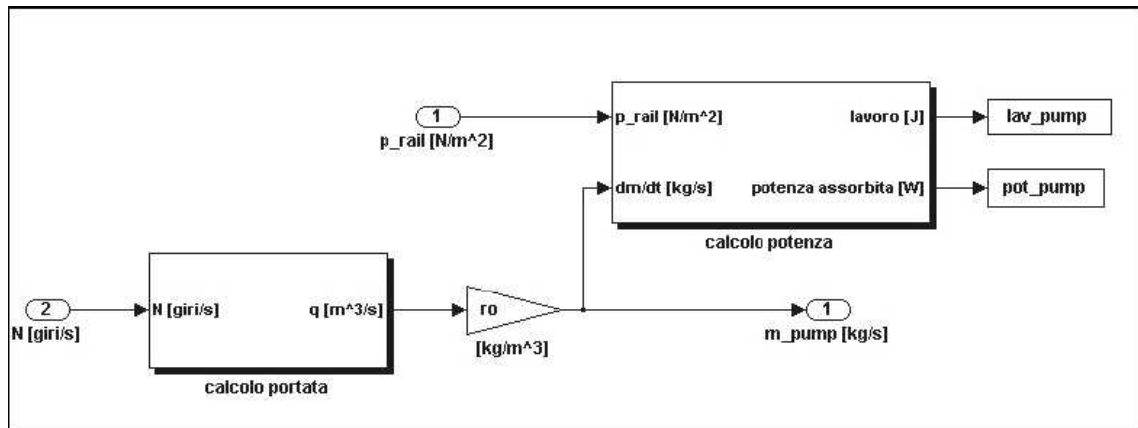 1
p_rail [N/m^2]
p_rail [N/m^2]
lavoro [J]
lav_pump
dm/dt [kg/s]
potenza assorbita [W]
pot_pump
calcolo potenza
2
N [giri/s]
N [giri/s]
q [m^3/s]
calcolo portata
ro
[kg/m^3]
1
m_pump [kg/s]